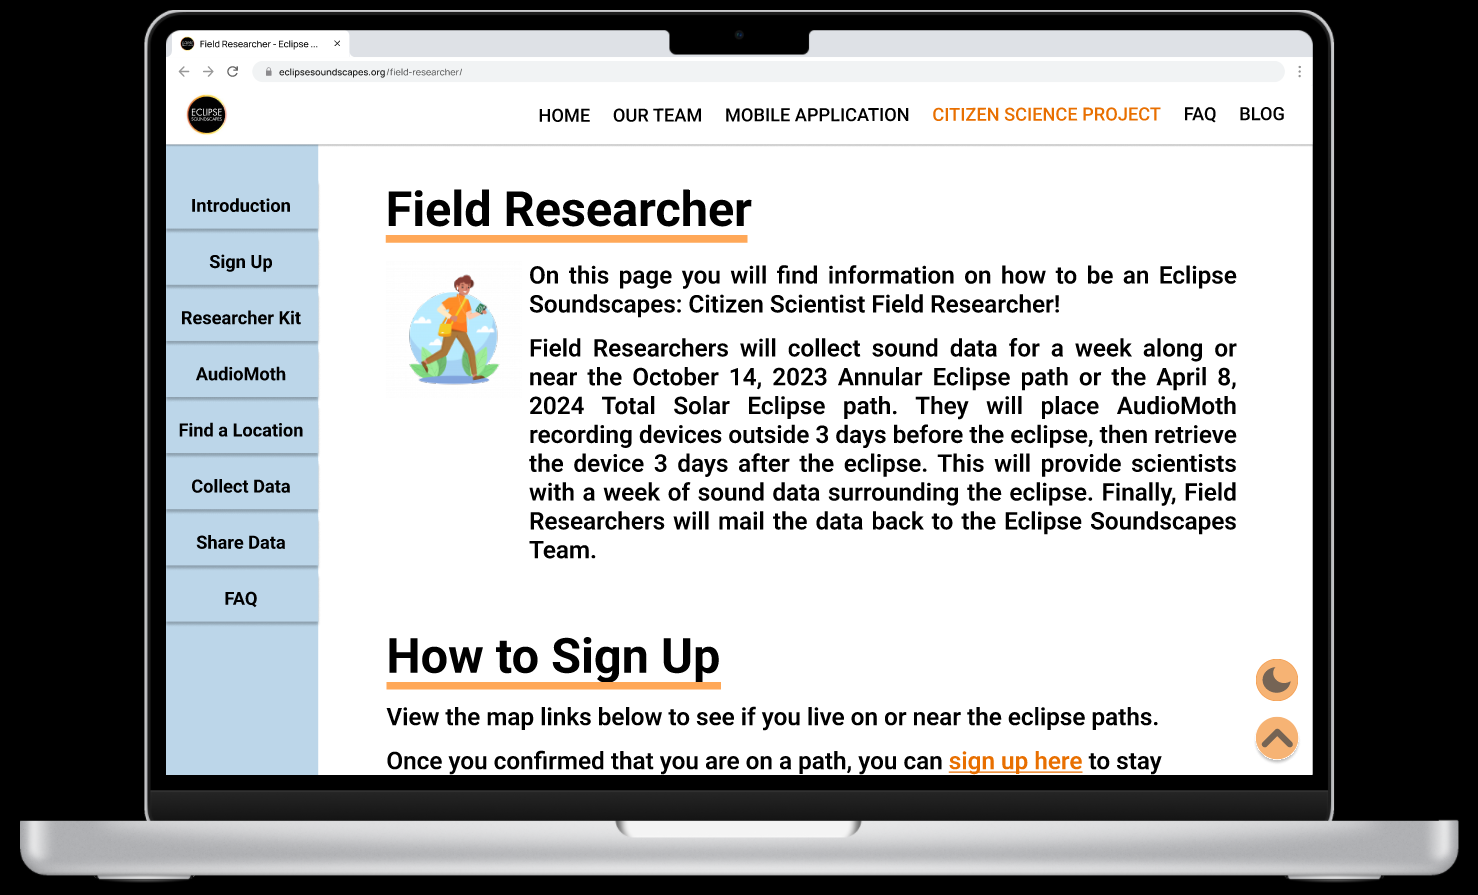 Field Researcher - Eclipse ...
eclipsesoundscapes.org/field-researcher/
ECLIPSE
SOUNDSCAPES
HOME OUR TEAM MOBILE APPLICATION CITIZEN SCIENCE PROJECT FAQ BLOG
Introduction
Sign Up
Researcher Kit
AudioMoth
Find a Location
Collect Data
Share Data
FAQ
Field Researcher
On this page you will find information on how to be an Eclipse
Soundscapes: Citizen Scientist Field Researcher!
Field Researchers will collect sound data for a week along or
near the October 14, 2023 Annular Eclipse path or the April 8,
2024 Total Solar Eclipse path. They will place AudioMoth
recording devices outside 3 days before the eclipse, then retrieve
the device 3 days after the eclipse. This will provide scientists
with a week of sound data surrounding the eclipse. Finally, Field
Researchers will mail the data back to the Eclipse Soundscapes
Team.
How to Sign Up
View the map links below to see if you live on or near the eclipse paths.
Once you confirmed that you are on a path, you can sign up here to stay